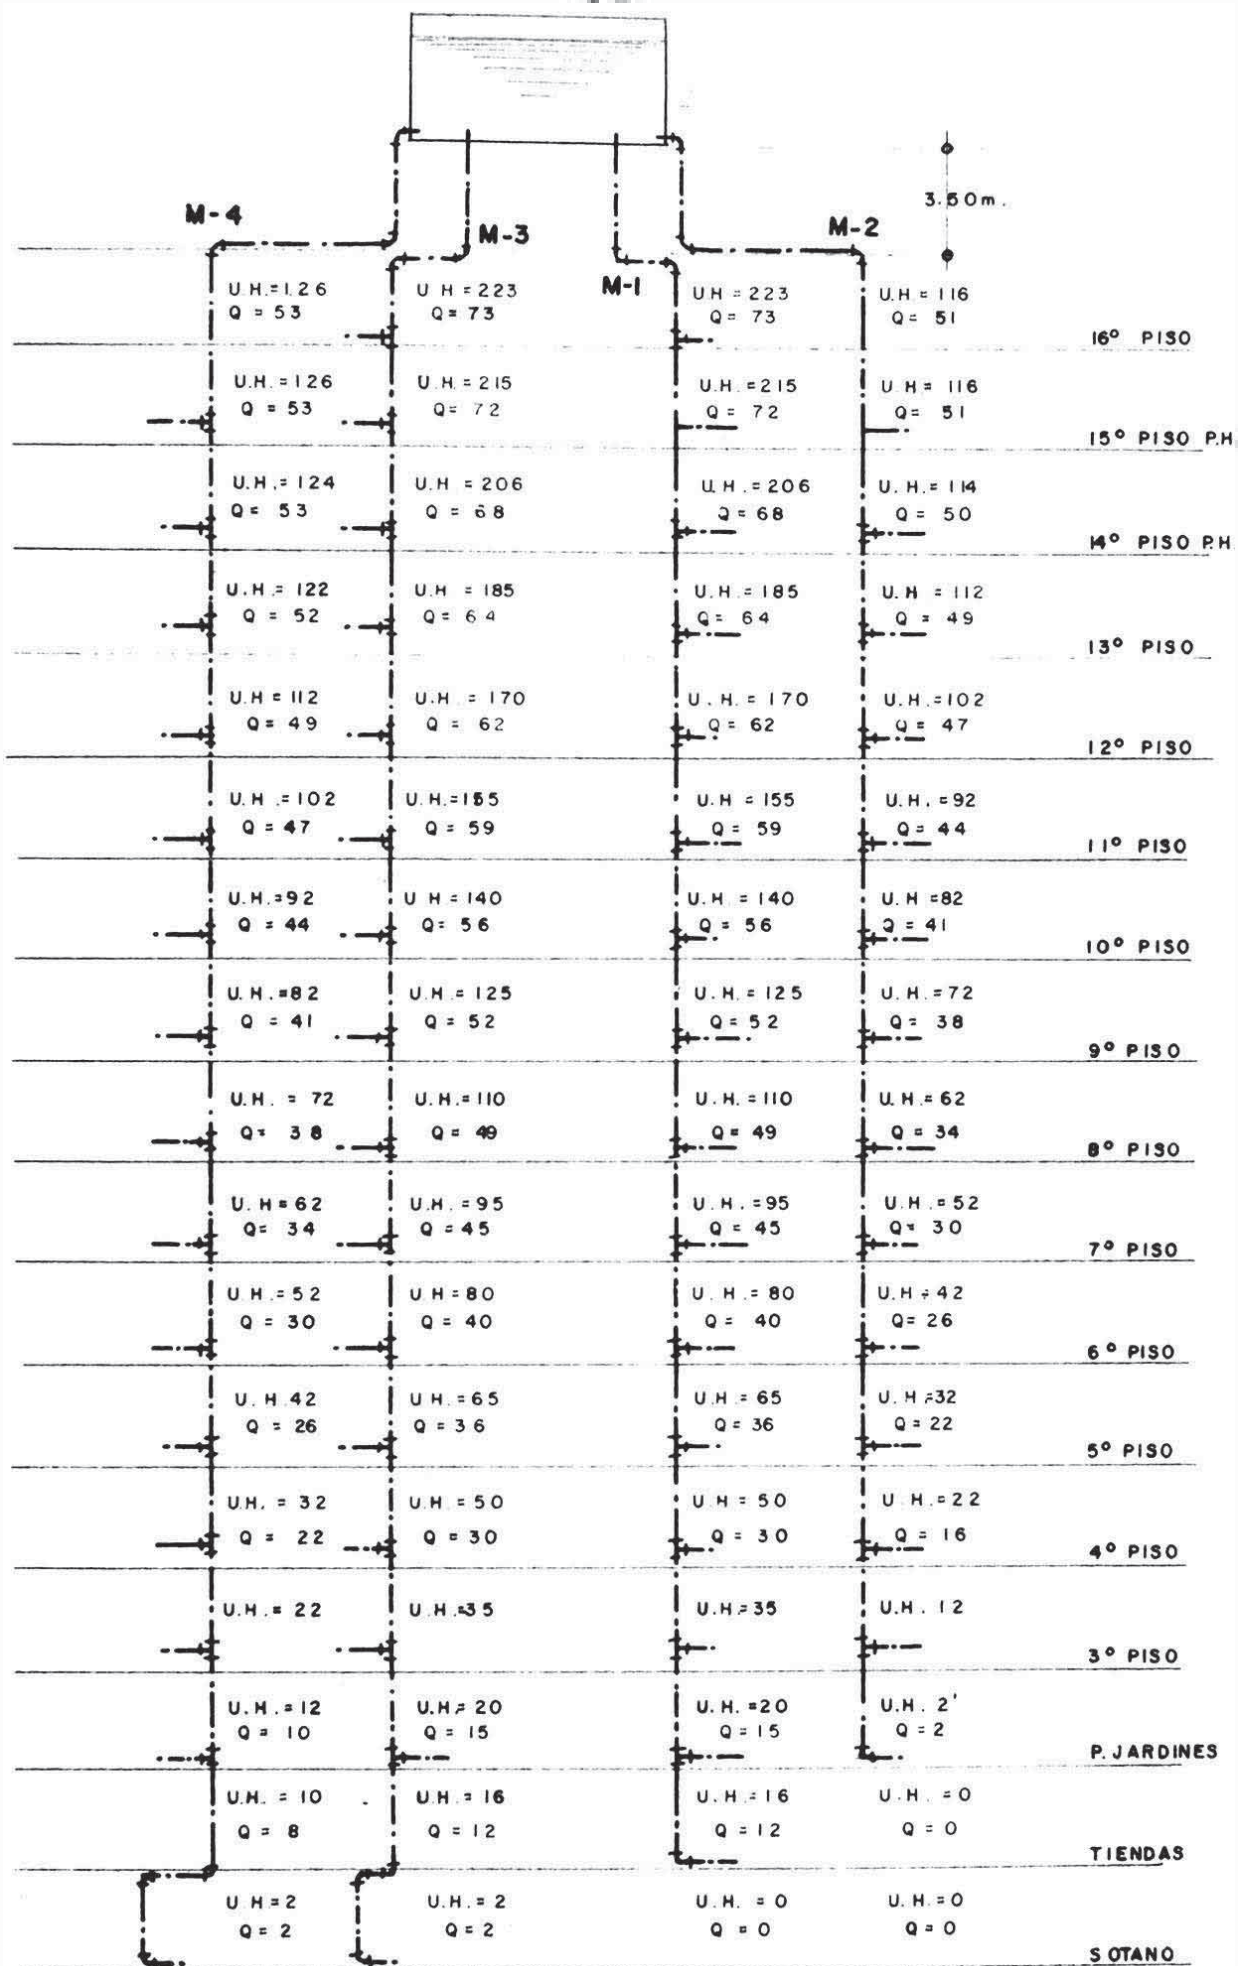 3.50m.
M-4
M-3
M-1
M-2
U.H.=126 U H =223 U H =223 U.H.=116
Q = 53 Q= 73 Q= 73 Q= 51
16° PISO
U.H.=126 U.H.=215 U.H.=215 U H= 116
Q = 53 Q= 72 Q= 72 Q= 51
15° PISO P.H
U.H.=124 U.H =206 U.H.=206 U.H.=114
Q= 53 Q = 68 Q=68 Q= 50
14° PISO P.H
U.H.=122 U.H =185 U.H.=185 U.H =112
Q = 52 Q= 64 Q= 64 Q = 49
13° PISO
U.H=112 U.H.=170 U.H.=170 U.H.=102
Q= 49 Q= 62 Q= 62 Q= 47
12° PISO
U.H.=102 U.H.=155 U.H =155 U.H.=92
Q = 47 Q= 59 Q = 59 Q= 44
11° PISO
U.H.=92 U H=140 U.H.=140 U.H=82
Q = 44 Q= 56 Q = 56 Q = 41
10° PISO
U.H.=82 U.H.=125 U.H.=125 U.H.=72
Q = 41 Q = 52 Q=52 Q= 38
9° PISO
U.H. = 72 U.H.=110 U.H.=110 U.H.=62
Q= 38 Q= 49 Q= 49 Q= 34
8° PISO
U.H=62 U.H.=95 U.H.=95 U.H.=52
Q= 34 Q=45 Q= 45 Q= 30
7° PISO
U.H.=52 U.H=80 U.H.=80 U.H=42
Q= 30 Q= 40 Q= 40 Q= 26
6° PISO
U.H.42 U H.=65 U.H.=65 U.H=32
Q = 26 Q=36 Q= 36 Q=22
5° PISO
U.H. = 32 U.H.=50 U.H =50 U.H.=22
Q = 22 Q=30 Q= 30 Q= 16
4° PISO
U.H.= 22 U.H.=35 U.H=35 U.H. 12
3° PISO
U.H.=12 U.H=20 U.H.=20 U.H. 2'
Q= 10 Q= 15 Q= 15 Q= 2
P. JARDINES
U.H. = 10 U.H.= 16 U.H.=16 U.H. =0
Q= 8 Q= 12 Q= 12 Q= 0
TIENDAS
U.H=2 U.H.= 2 U.H. = 0 U.H.=0
Q = 2 Q= 2 Q=0 Q=0
SOTANO